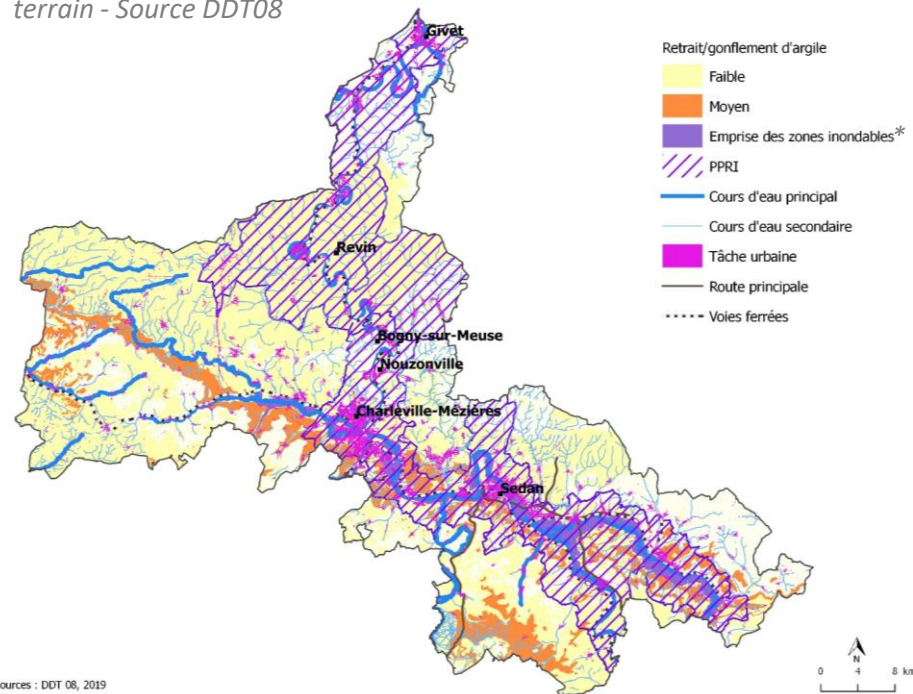 terrain - Source DDT08
Givet
Retrait/gonflement d'argile
Faible
Moyen
Emprise des zones inondables*
PPRI
Cours d'eau principal
Cours d'eau secondaire
Tâche urbaine
Route principale
Voies ferrées
Revin
Bogny-sur-Meuse
Nouzonville
Charleville-Mézières
Sedan
N
0 4 8 km
ources : DDT 08, 2019